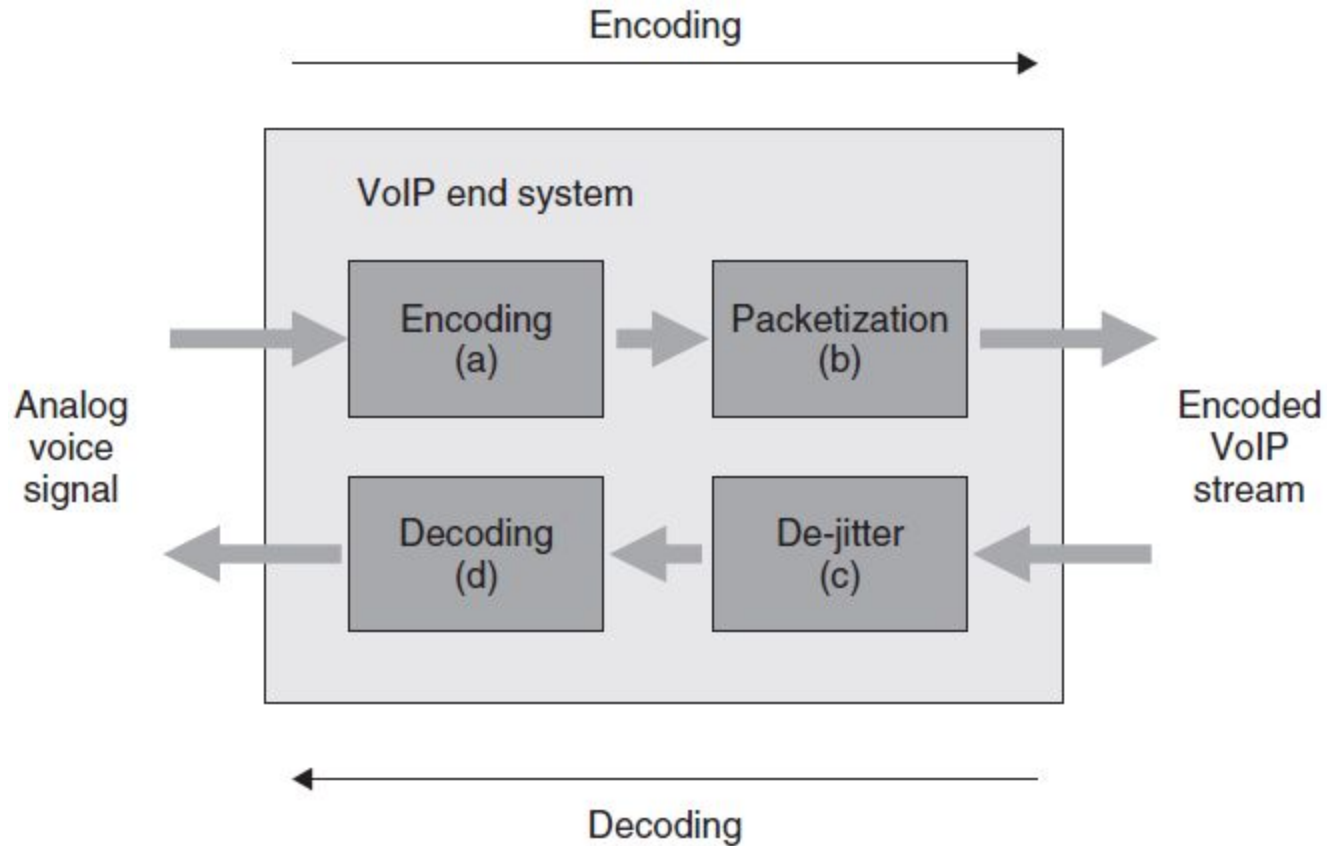 Encoding
VoIP end system
Encoding
(a)
Packetization
(b)
Analog
voice
signal
Encoded
VoIP
stream
Decoding
(d)
De-jitter
(c)
Decoding